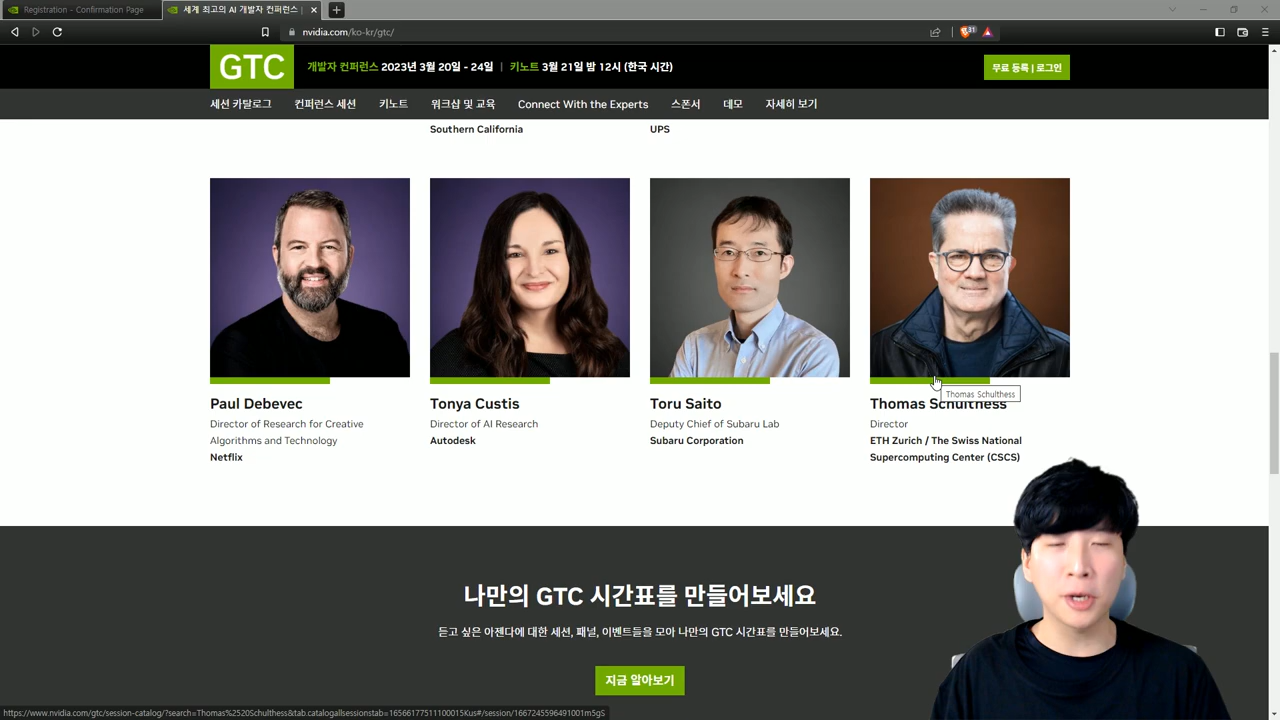 Registration - Confirmation Page
세계 최고의 AI 개발자 컨퍼런스 |
nvidia.com/ko-kr/gtc/
31
GTC
개발자 컨퍼런스 2023년 3월 20일 - 24일 | 키노트 3월 21일 밤 12시 (한국 시간)
무료 등록 | 로그인
세션 카탈로그 컨퍼런스 세션 키노트 워크샵 및 교육 Connect With the Experts 스폰서 데모 자세히 보기
Southern California
UPS
Paul Debevec
Director of Research for Creative
Algorithms and Technology
Netflix
Tonya Custis
Director of AI Research
Autodesk
Toru Saito
Deputy Chief of Subaru Lab
Subaru Corporation
Thomas Schulthess
Thomas Schulthess
Director
ETH Zurich / The Swiss National
Supercomputing Center (CSCS)
나만의 GTC 시간표를 만들어보세요
듣고 싶은 아젠다에 대한 세션, 패널, 이벤트들을 모아 나만의 GTC 시간표를 만들어보세요.
지금 알아보기
https://www.nvidia.com/gtc/session-catalog/?search=Thomas%2520Schulthess&tab.catalogallsessionstab=16566177511100015Kus#/session/1667245596491001m5gS